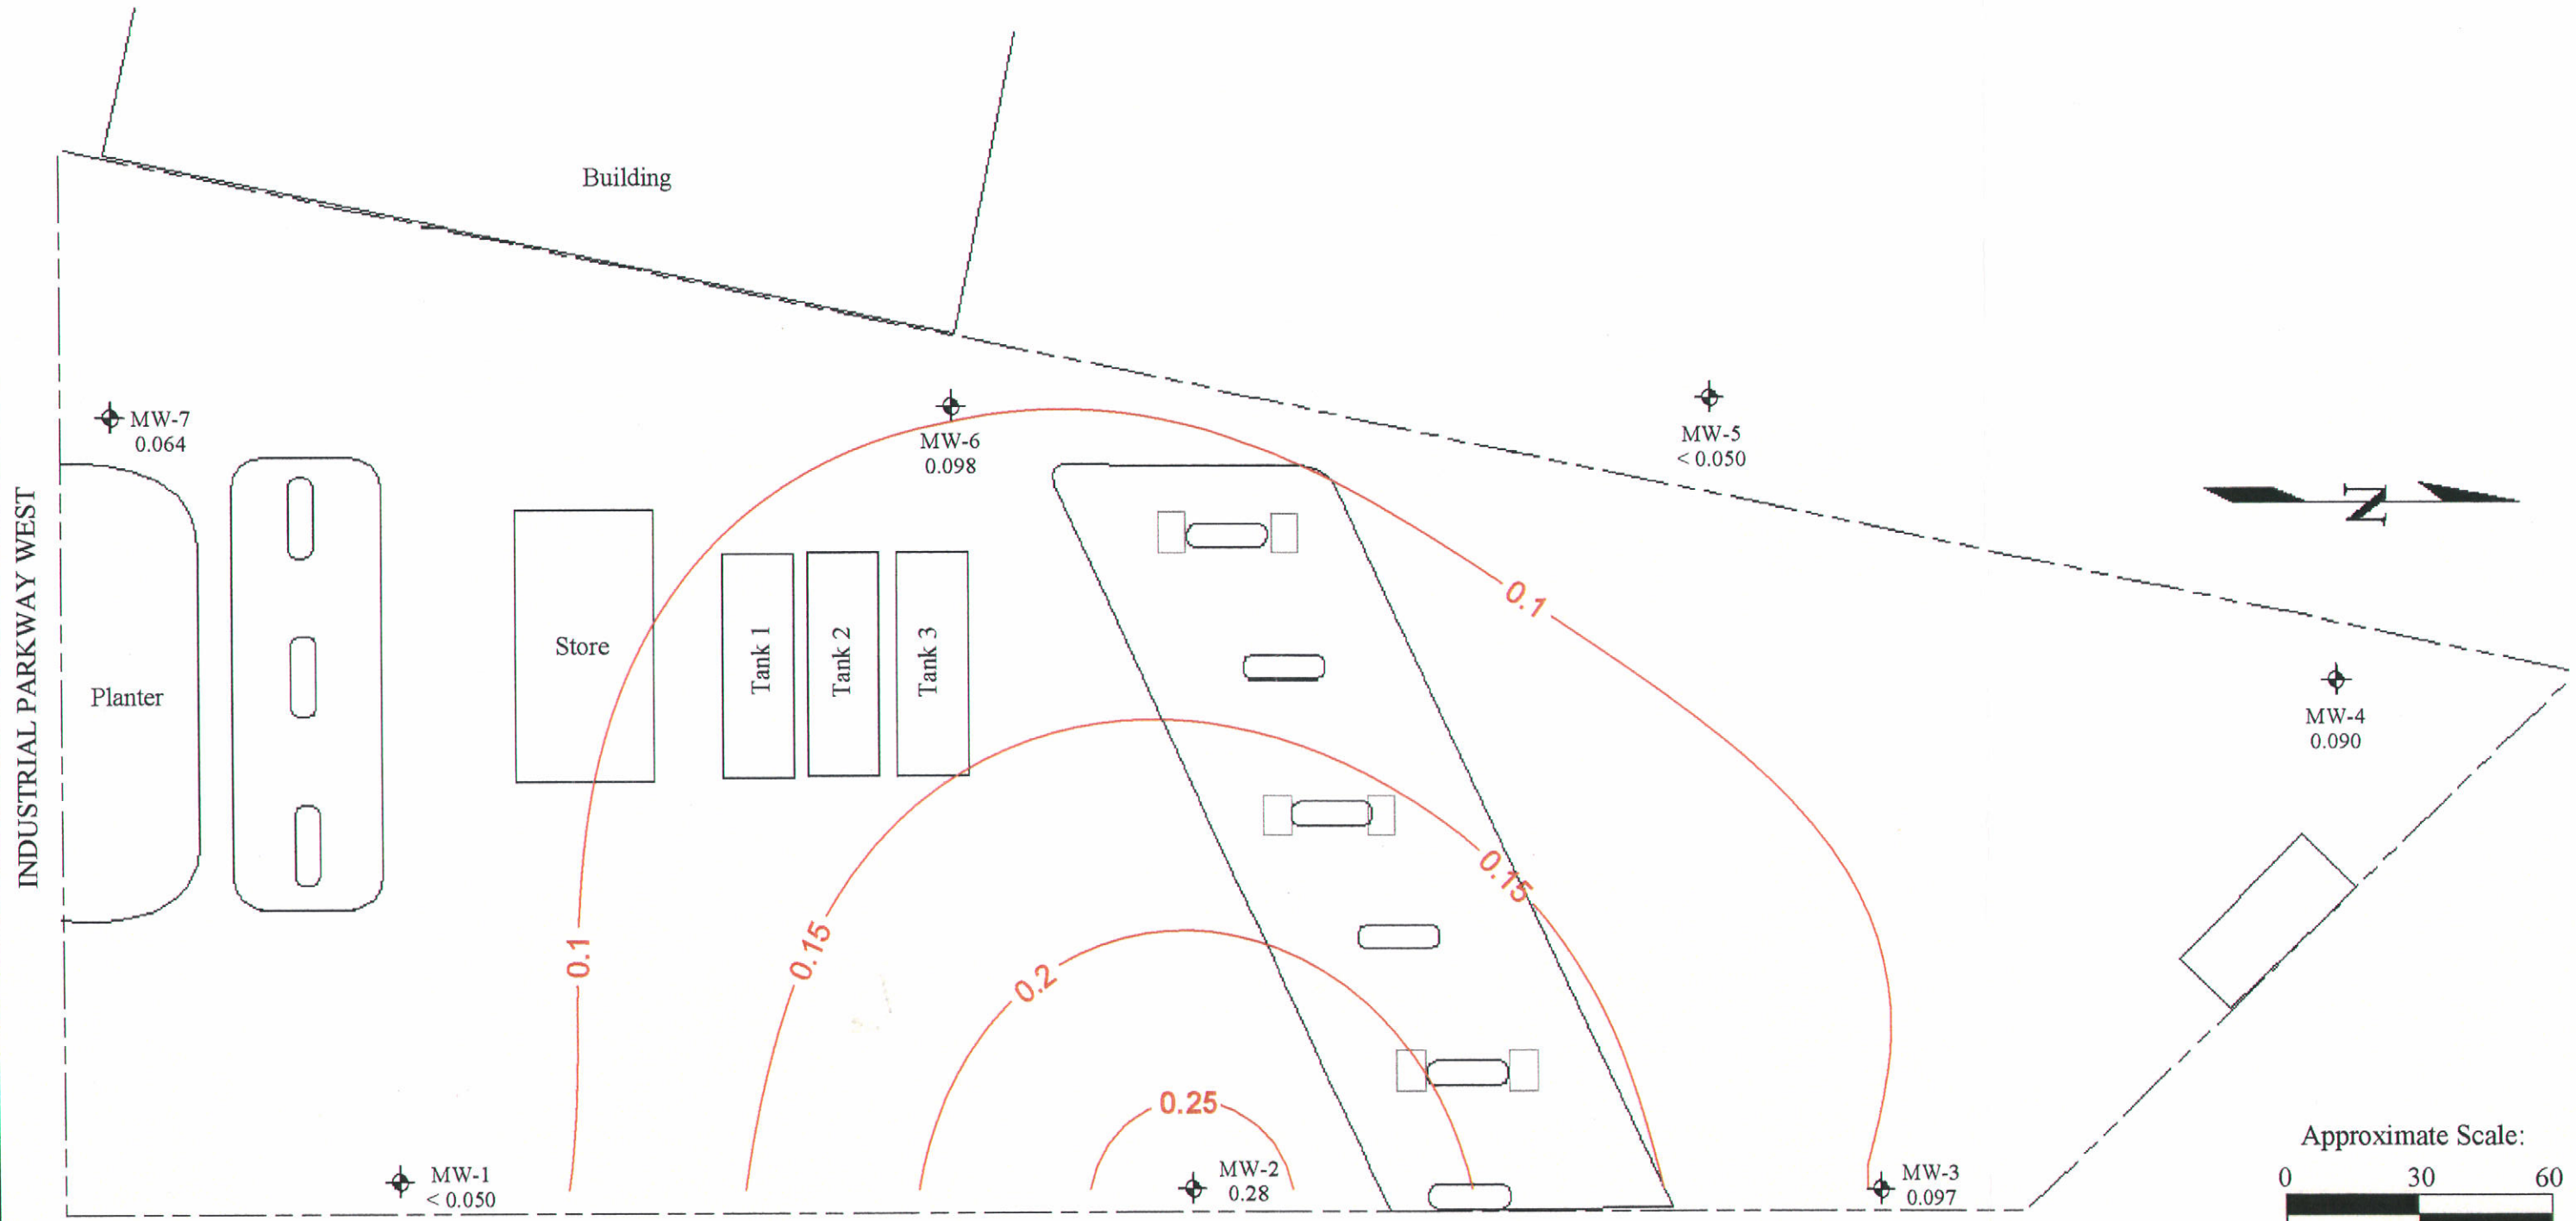 Building
MW-7
0.064
MW-6
0.098
MW-5
< 0.050
N
INDUSTRIAL PARKWAY WEST
Planter
Store
Tank 1
Tank 2
Tank 3
0.1
MW-4
0.090
0.15
0.1
0.15
0.2
0.25
MW-1
< 0.050
MW-2
0.28
MW-3
0.097
Approximate Scale:
0 30 60